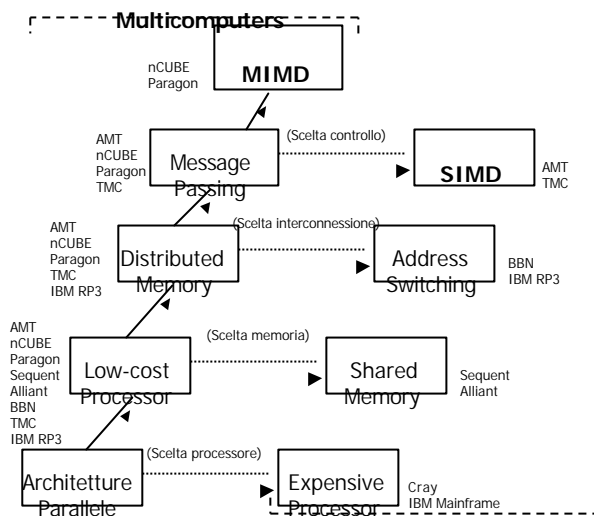 Multicomputers
nCUBE
Paragon
MIMD
AMT
nCUBE
Paragon
TMC
Message
Passing
(Scelta controllo)
SIMD
AMT
TMC
AMT
nCUBE
Paragon
TMC
IBM RP3
Distributed
Memory
(Scelta interconnessione)
Address
Switching
BBN
IBM RP3
AMT
nCUBE
Paragon
Sequent
Alliant
BBN
TMC
IBM RP3
Low-cost
Processor
(Scelta memoria)
Shared
Memory
Sequent
Alliant
Architetture
Parallele
(Scelta processore)
Expensive
Processor
Cray
IBM Mainframe